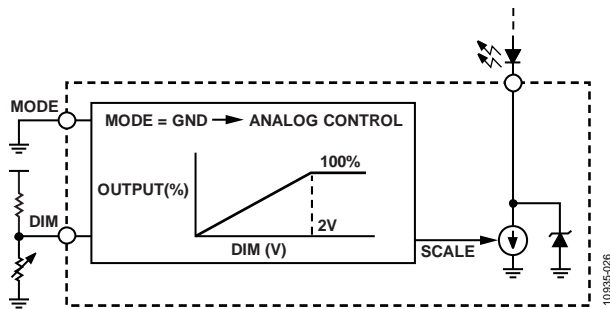 MODE
MODE = GND → ANALOG CONTROL
100%
OUTPUT(%)
DIM
2V
DIM (V)
SCALE
10935-026